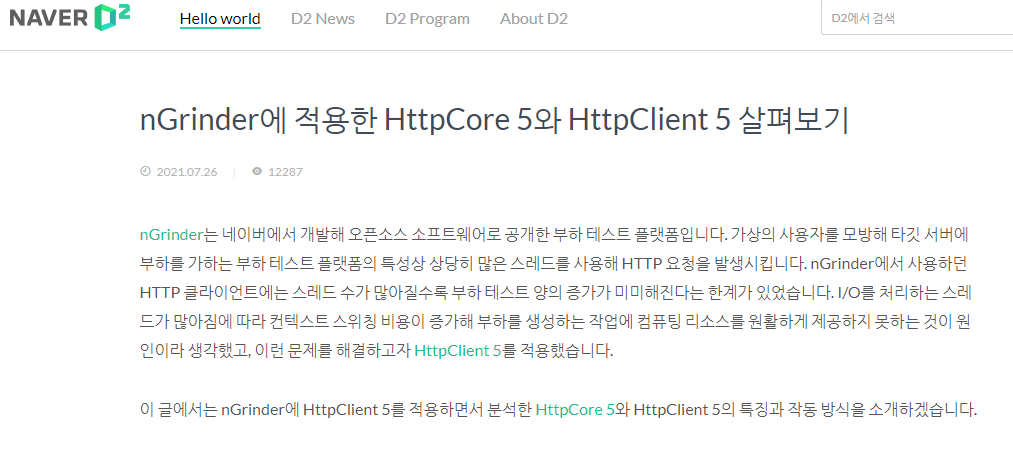 NAVER D2
Hello world
D2 News
D2 Program
About D2
D2에서 검색
nGrinder에 적용한 HttpCore 5와 HttpClient 5 살펴보기
2021.07.26 | 12287
nGrinder는 네이버에서 개발해 오픈소스 소프트웨어로 공개한 부하 테스트 플랫폼입니다. 가상의 사용자를 모방해 타깃 서버에
부하를 가하는 부하 테스트 플랫폼의 특성상 상당히 많은 스레드를 사용해 HTTP 요청을 발생시킵니다. nGrinder에서 사용하던
HTTP 클라이언트에는 스레드 수가 많아질수록 부하 테스트 양의 증가가 미미해진다는 한계가 있었습니다. I/O를 처리하는 스레
드가 많아짐에 따라 컨텍스트 스위칭 비용이 증가해 부하를 생성하는 작업에 컴퓨팅 리소스를 원활하게 제공하지 못하는 것이 원
인이라 생각했고, 이런 문제를 해결하고자 HttpClient 5를 적용했습니다.
이 글에서는 nGrinder에 HttpClient 5를 적용하면서 분석한 HttpCore 5와 HttpClient 5의 특징과 작동 방식을 소개하겠습니다.